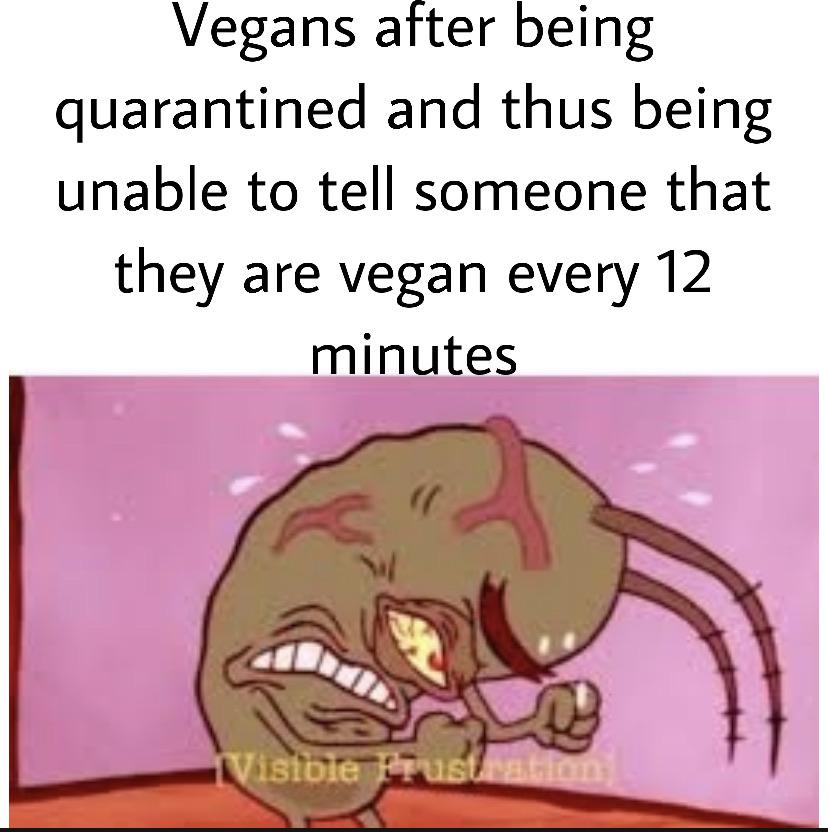 Vegans after being
quarantined and thus being
unable to tell someone that
they are vegan every 12
minutes
[Visible Frustration]